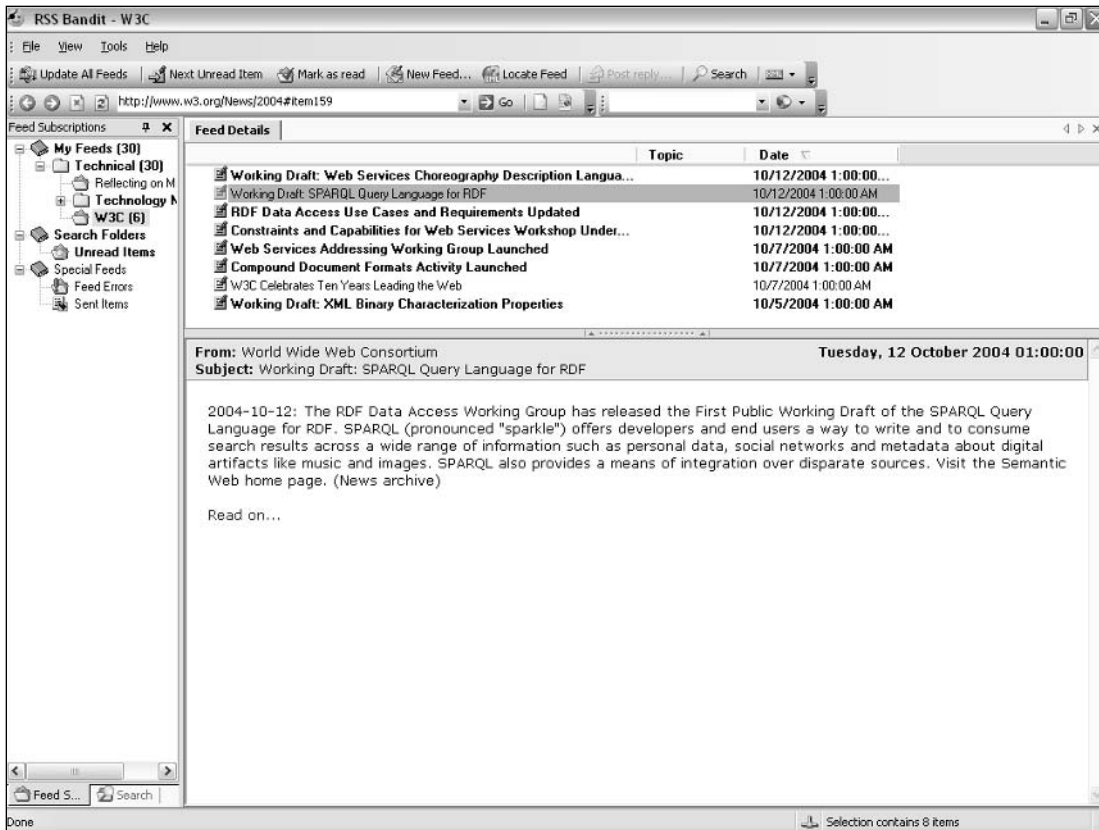 RSS Bandit - W3C
File View Tools Help
Update All Feeds Next Unread Item Mark as read New Feed... Locate Feed Post reply... Search
http://www.w3.org/News/2004#item159 Go
Feed Subscriptions
My Feeds (30)
Technical (30)
Reflecting on M
Technology N
W3C (6)
Search Folders
Unread Items
Special Feeds
Feed Errors
Sent Items
Feed S... Search
Feed Details
Topic Date
Working Draft: Web Services Choreography Description Langua... 10/12/2004 1:00:00...
Working Draft: SPARQL Query Language for RDF 10/12/2004 1:00:00 AM
RDF Data Access Use Cases and Requirements Updated 10/12/2004 1:00:00...
Constraints and Capabilities for Web Services Workshop Under... 10/12/2004 1:00:00...
Web Services Addressing Working Group Launched 10/7/2004 1:00:00 AM
Compound Document Formats Activity Launched 10/7/2004 1:00:00 AM
W3C Celebrates Ten Years Leading the Web 10/7/2004 1:00:00 AM
Working Draft: XML Binary Characterization Properties 10/5/2004 1:00:00 AM
From: World Wide Web Consortium Tuesday, 12 October 2004 01:00:00
Subject: Working Draft: SPARQL Query Language for RDF
2004-10-12: The RDF Data Access Working Group has released the First Public Working Draft of the SPARQL Query
Language for RDF. SPARQL (pronounced "sparkle") offers developers and end users a way to write and to consume
search results across a wide range of information such as personal data, social networks and metadata about digital
artifacts like music and images. SPARQL also provides a means of integration over disparate sources. Visit the Semantic
Web home page. (News archive)
Read on...
Done Selection contains 8 items